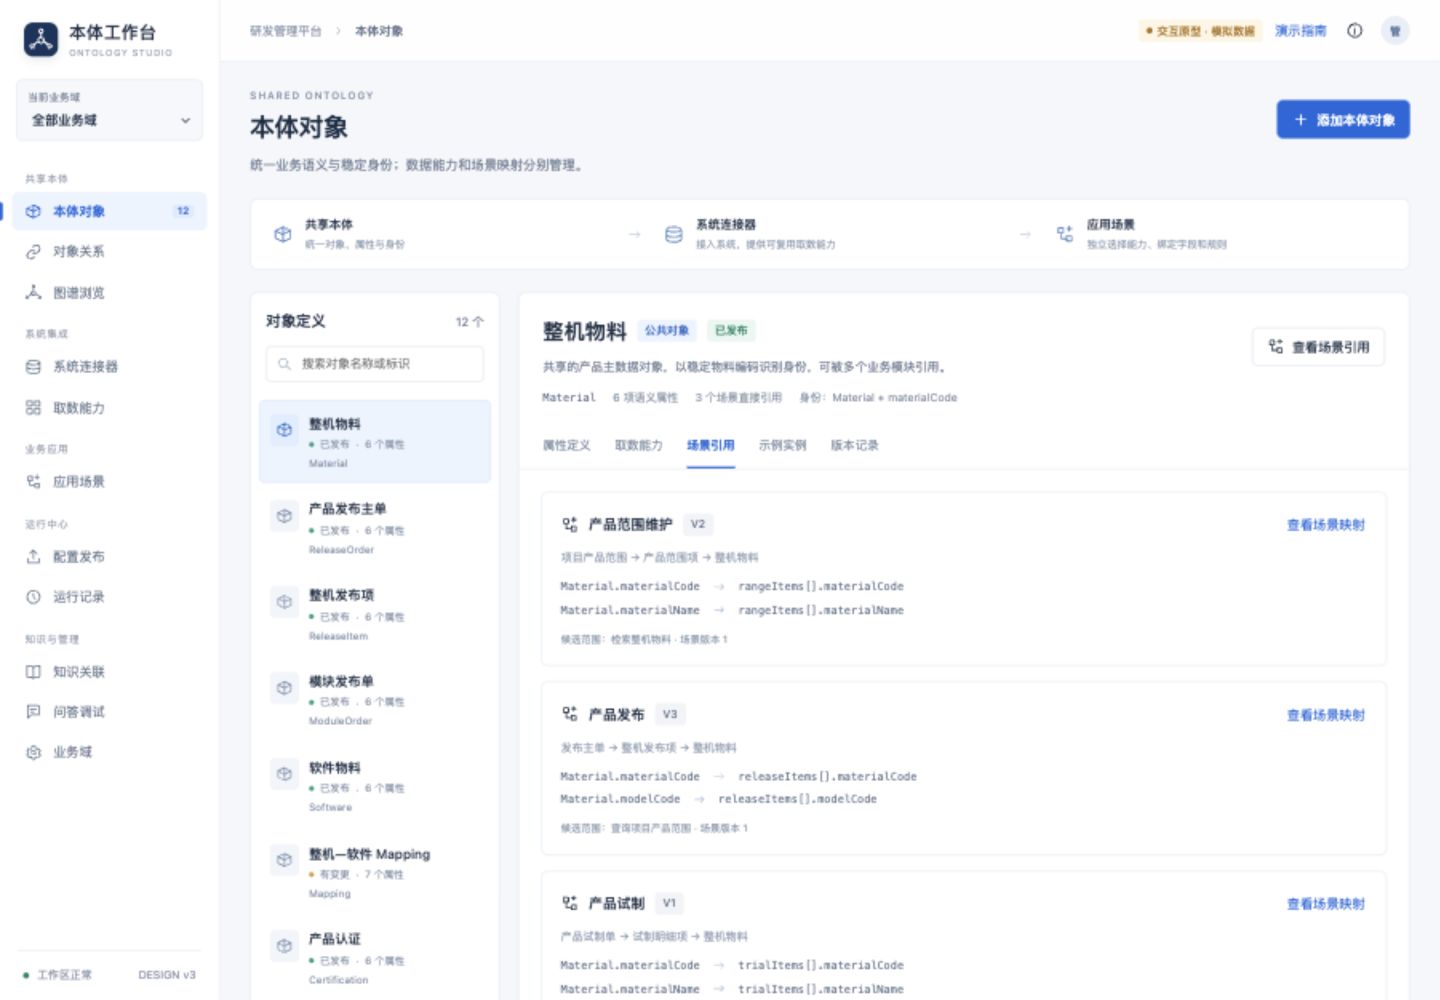 本体工作台
ONTOLOGY STUDIO
当前业务域
全部业务域
共享本体
本体对象 12
对象关系
图谱浏览
系统集成
系统连接器
取数能力
业务应用
应用场景
运行中心
配置发布
运行记录
知识与管理
知识关联
问答调试
业务域
工作区正常 DESIGN v3
研发管理平台 > 本体对象
交互原型 · 模拟数据 演示指南 管
SHARED ONTOLOGY
本体对象
统一业务语义与稳定身份；数据能力和场景映射分别管理。
+ 添加本体对象
共享本体
统一对象、属性与身份
→
系统连接器
接入系统，提供可复用取数能力
→
应用场景
独立选择能力、绑定字段和规则
对象定义 12 个
搜索对象名称或标识
整机物料
已发布 · 6 个属性
Material
产品发布主单
已发布 · 6 个属性
ReleaseOrder
整机发布项
已发布 · 6 个属性
ReleaseItem
模块发布单
已发布 · 6 个属性
ModuleOrder
软件物料
已发布 · 6 个属性
Software
整机—软件 Mapping
有变更 · 7 个属性
Mapping
产品认证
已发布 · 6 个属性
Certification
整机物料 公共对象 已发布
查看场景引用
共享的产品主数据对象，以稳定物料编码识别身份，可被多个业务模块引用。
Material 6 项语义属性 3 个场景直接引用 身份：Material + materialCode
属性定义 取数能力 场景引用 示例实例 版本记录
产品范围维护 V2 查看场景映射
项目产品范围 → 产品范围项 → 整机物料
Material.materialCode → rangeItems[].materialCode
Material.materialName → rangeItems[].materialName
候选范围：检索整机物料 · 场景版本 1
产品发布 V3 查看场景映射
发布主单 → 整机发布项 → 整机物料
Material.materialCode → releaseItems[].materialCode
Material.modelCode → releaseItems[].modelCode
候选范围：查询项目产品范围 · 场景版本 1
产品试制 V1 查看场景映射
产品试制单 → 试制明细项 → 整机物料
Material.materialCode → trialItems[].materialCode
Material.materialName → trialItems[].materialName